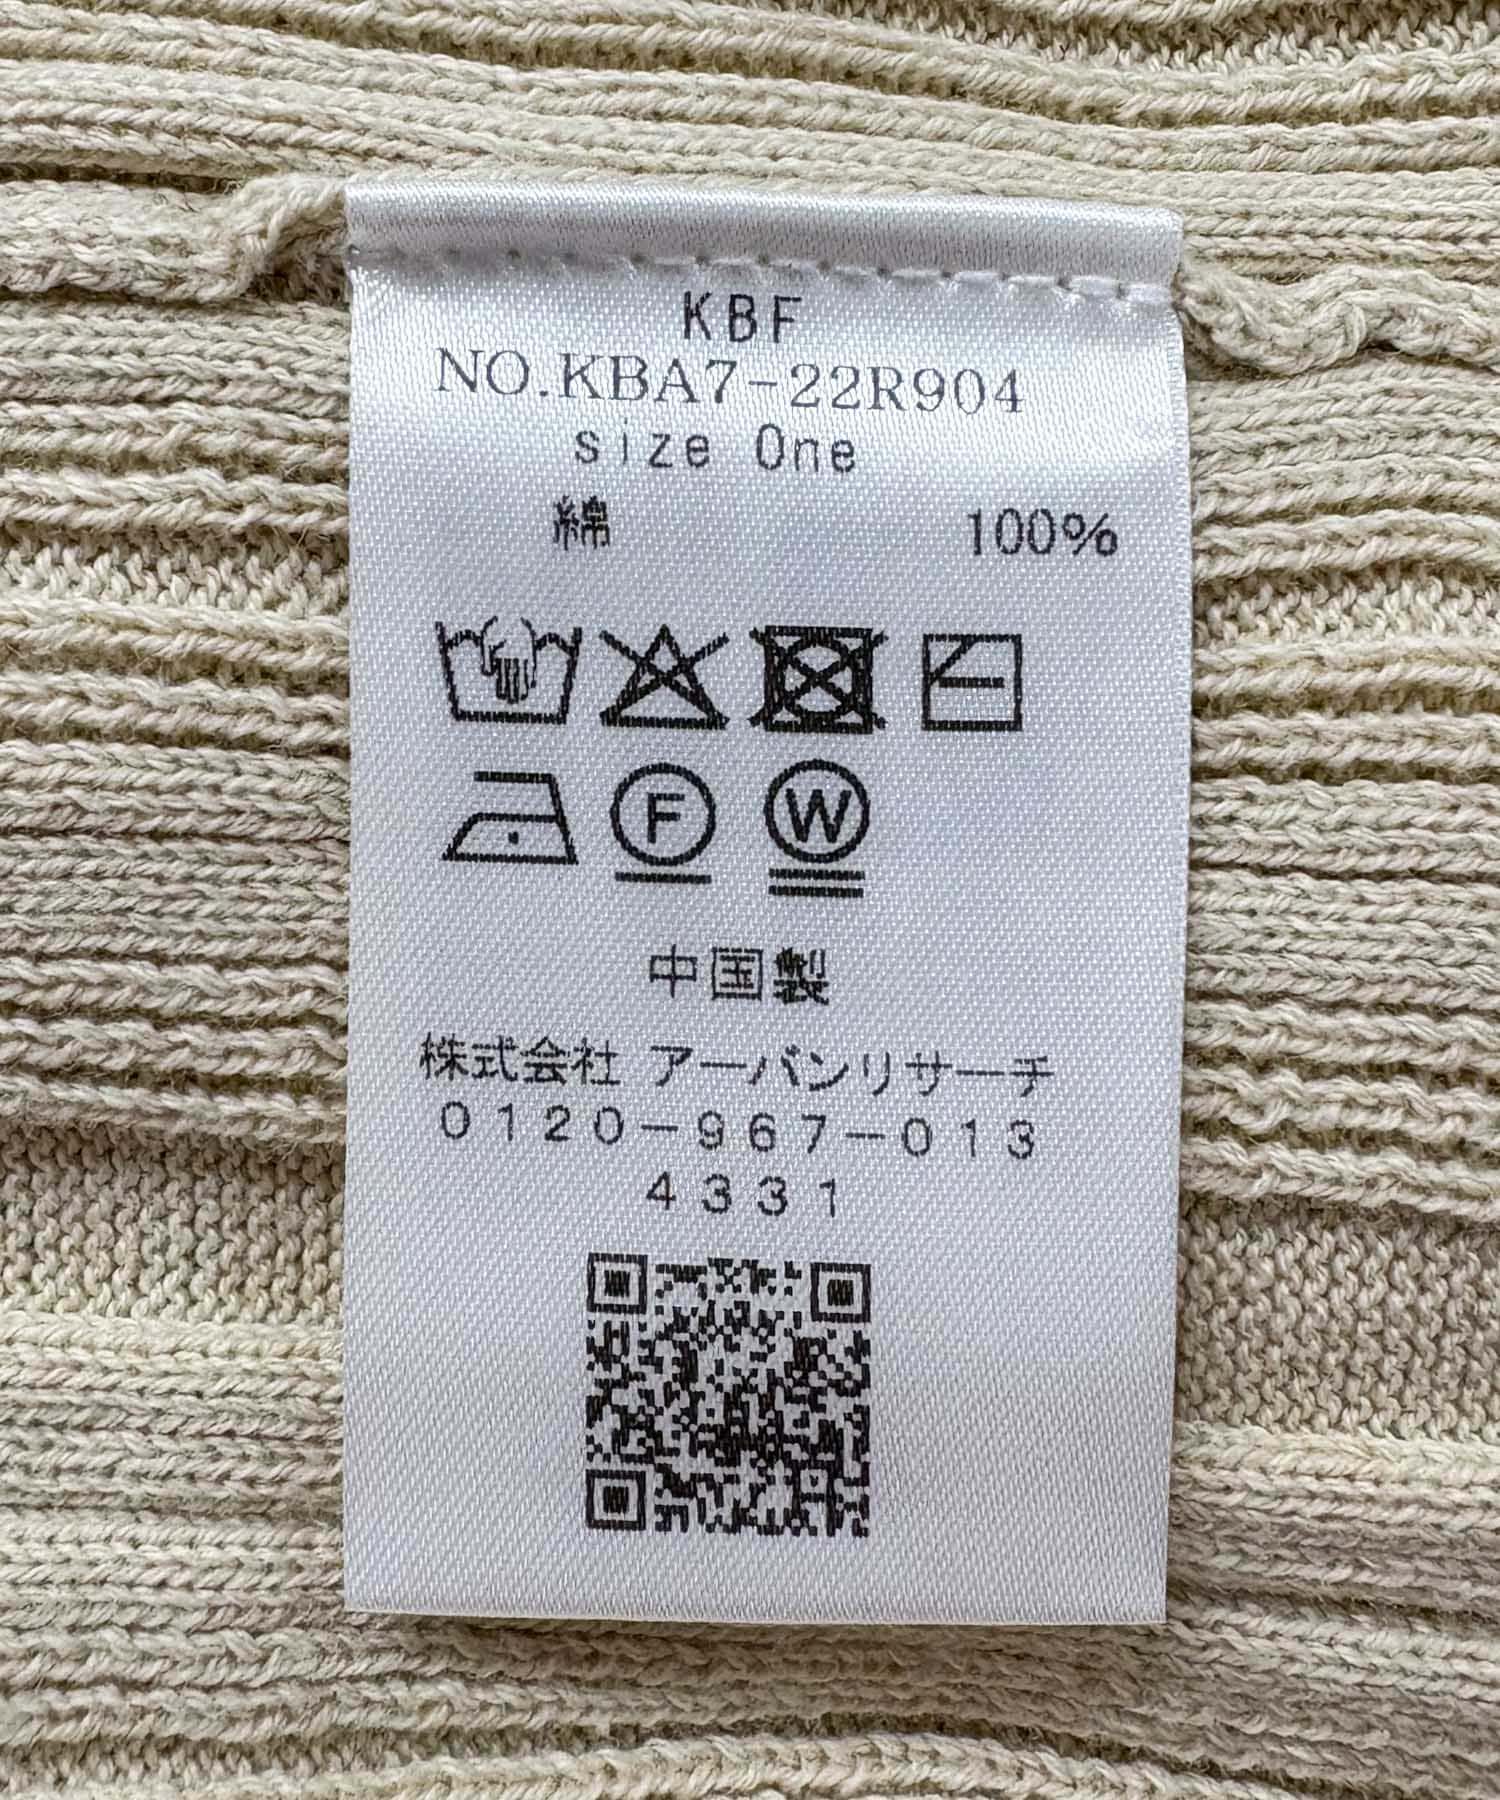 KBF
NO.KBA7-22R904
size One
綿 100%
F W
中国製
株式会社 アーバンリサーチ
0120-967-013
4331